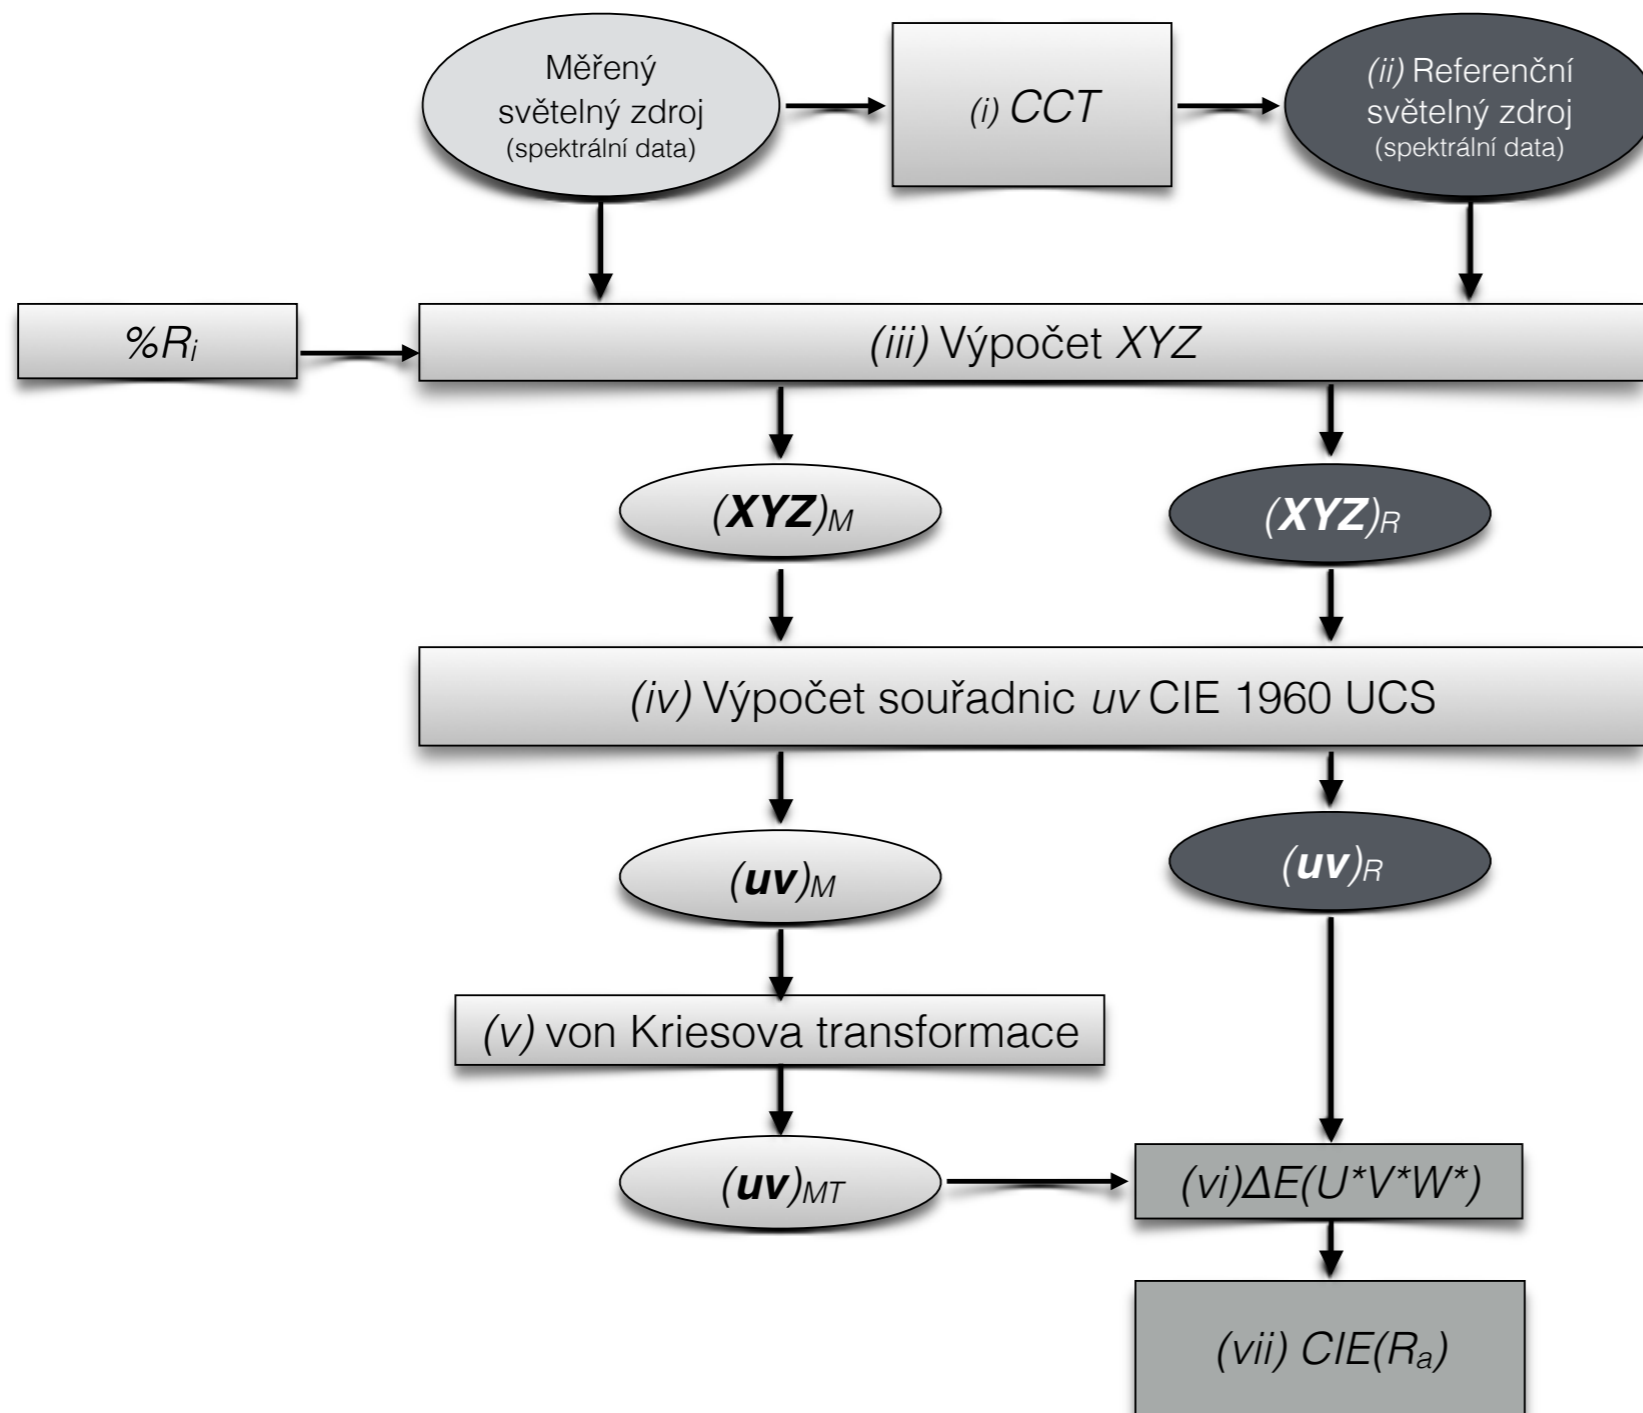 Měřený
světelný zdroj
(spektrální data)
(i) CCT
(ii) Referenční
světelný zdroj
(spektrální data)
%Ri
(iii) Výpočet XYZ
(XYZ)M
(XYZ)R
(iv) Výpočet souřadnic uv CIE 1960 UCS
(uv)M
(uv)R
(v) von Kriesova transformace
(uv)MT
(vi)ΔE(U*V*W*)
(vii) CIE(Ra)